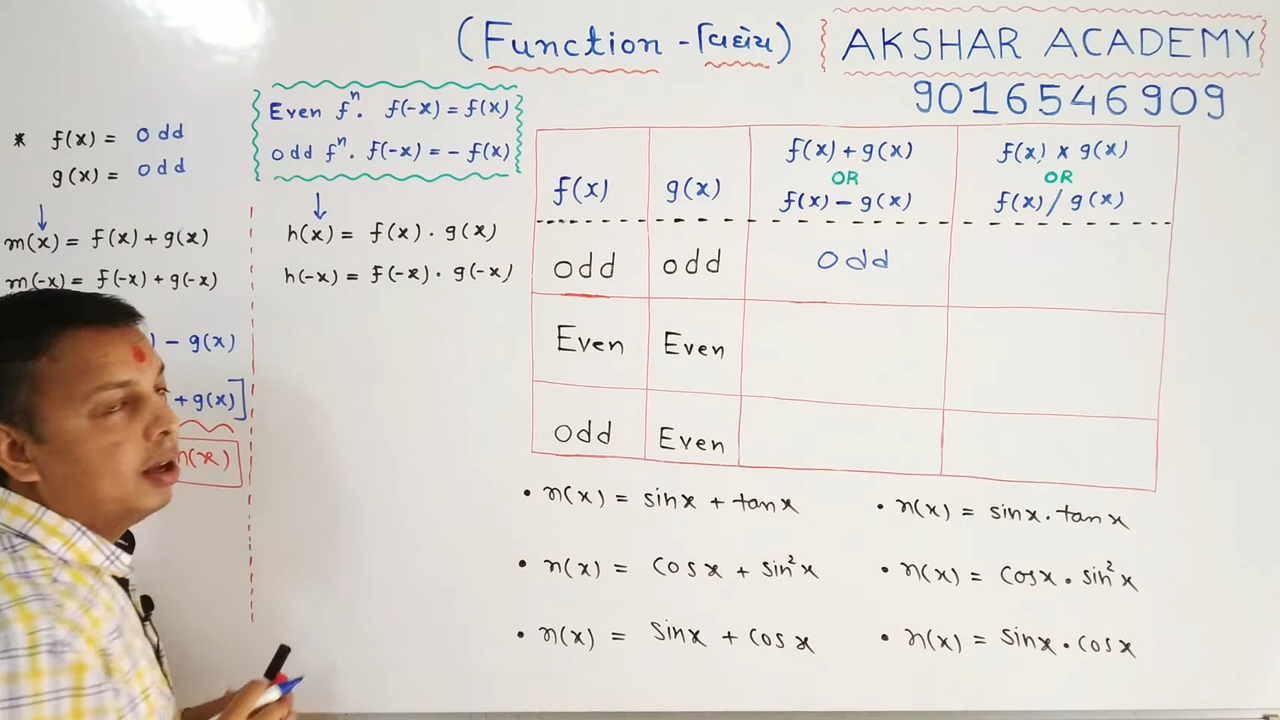 (Function - વિધેય)
AKSHAR ACADEMY
9016546909
* f(x) = odd
g(x) = odd
m(x) = f(x) + g(x)
m(-x) = f(-x) + g(-x)
) - g(x)
+ g(x)]
(x)
Even fⁿ. f(-x) = f(x)
odd fⁿ. f(-x) = - f(x)
h(x) = f(x) · g(x)
h(-x) = f(-x) · g(-x)
f(x) g(x) f(x) + g(x) OR f(x) - g(x) f(x) × g(x) OR f(x) / g(x)
odd odd odd
Even Even
odd Even
• n(x) = sinx + tanx
• n(x) = cosx + sin²x
• n(x) = sinx + cosx
• n(x) = sinx · tanx
• n(x) = cosx · sin²x
• n(x) = sinx · cosx